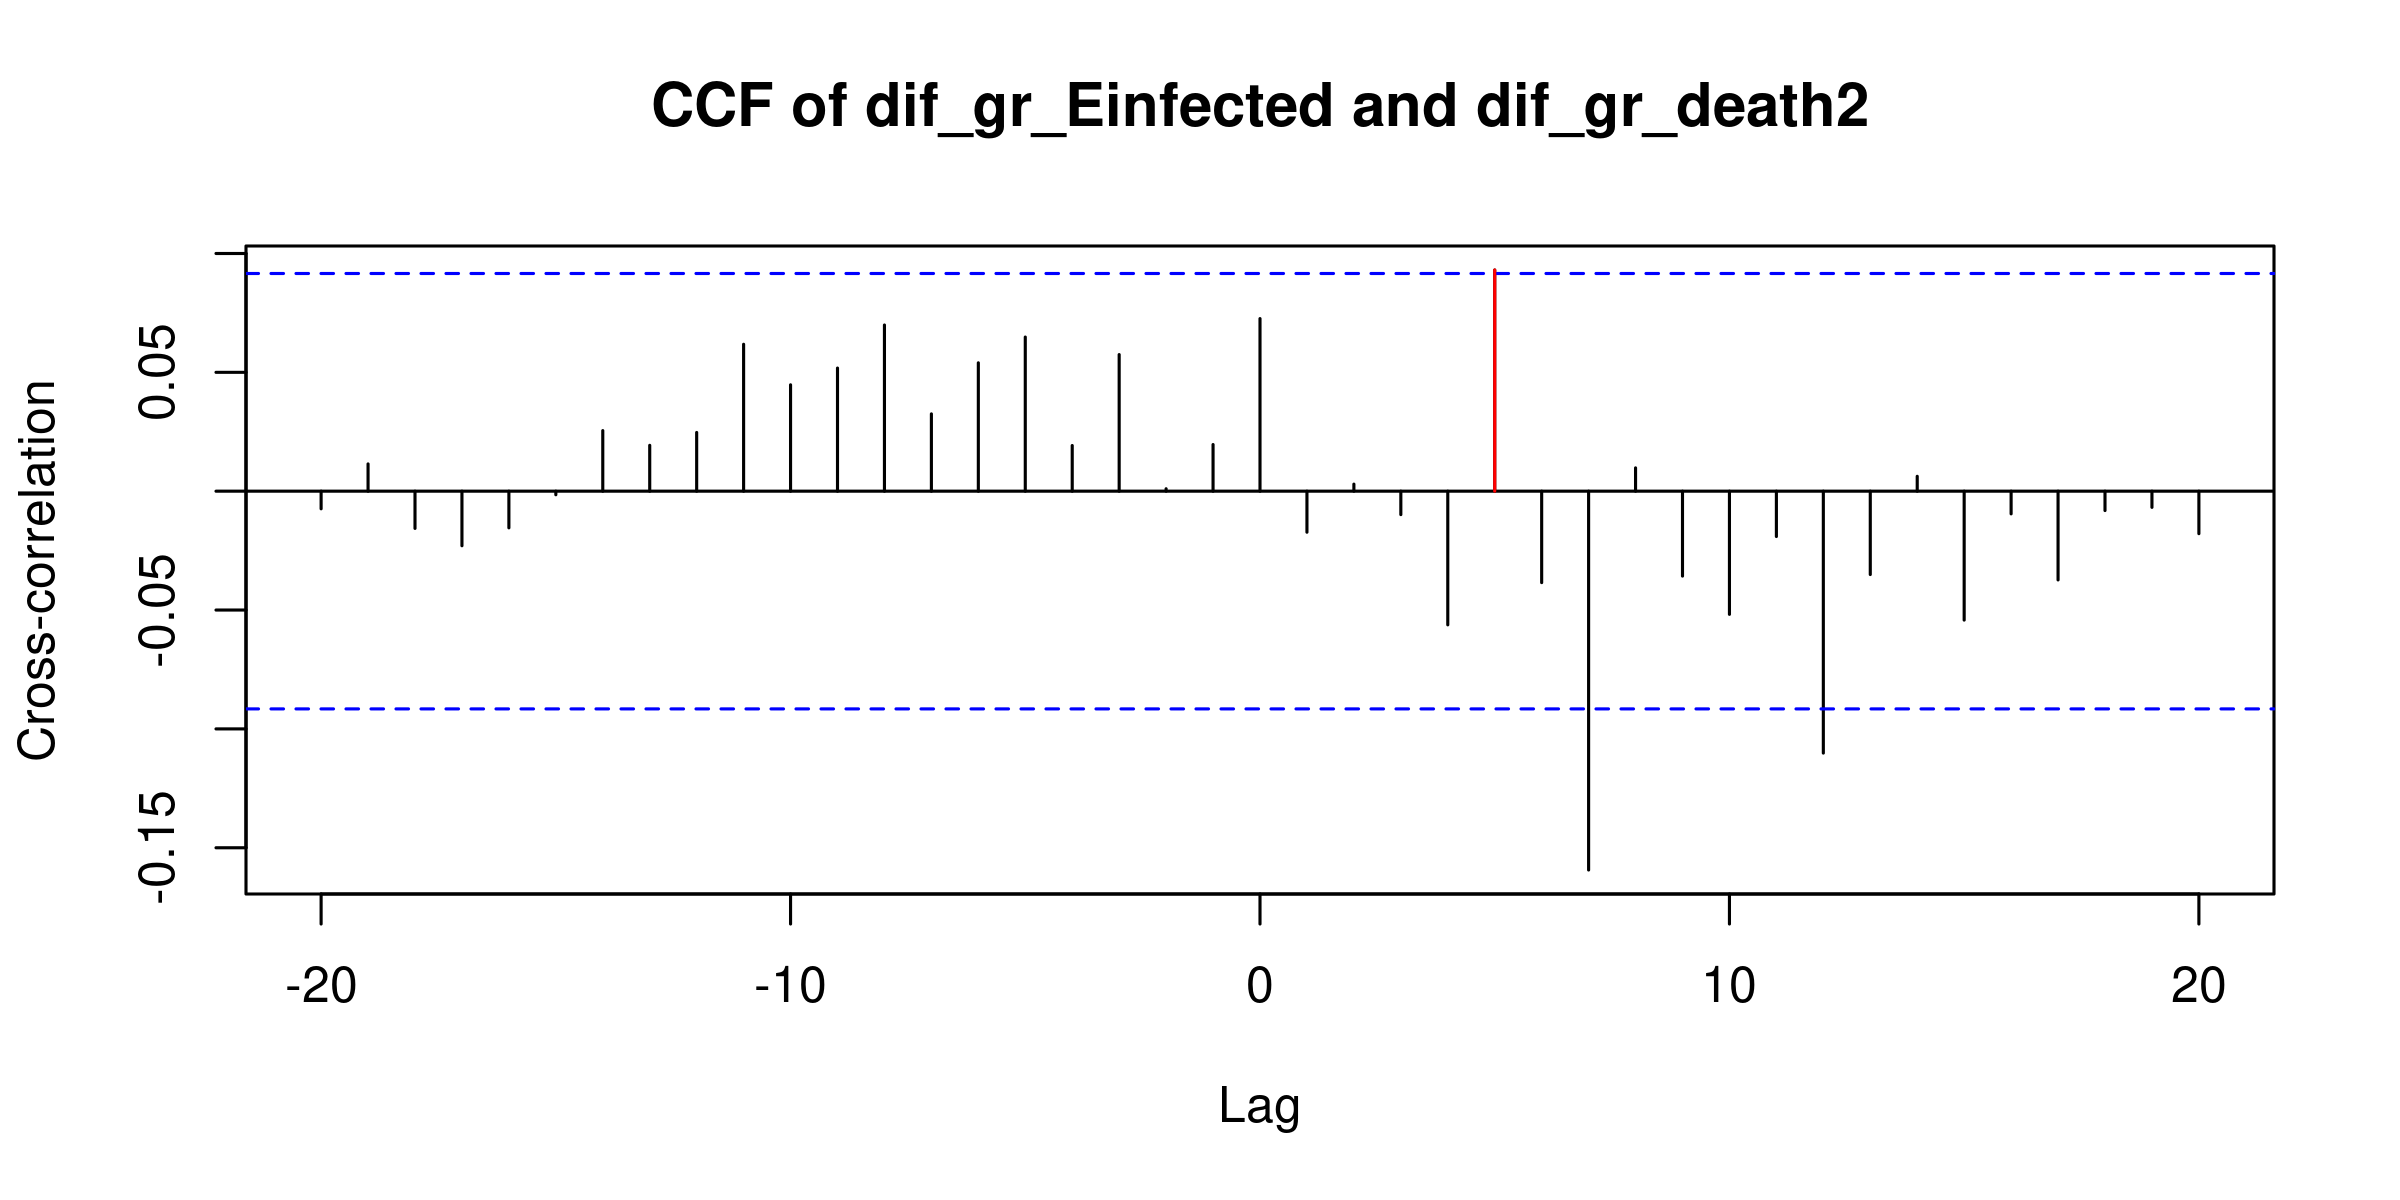 CCF of dif_gr_Einfected and dif_gr_death2
Cross-correlation
0.05
-0.05
-0.15
-20
-10
0
10
20
Lag